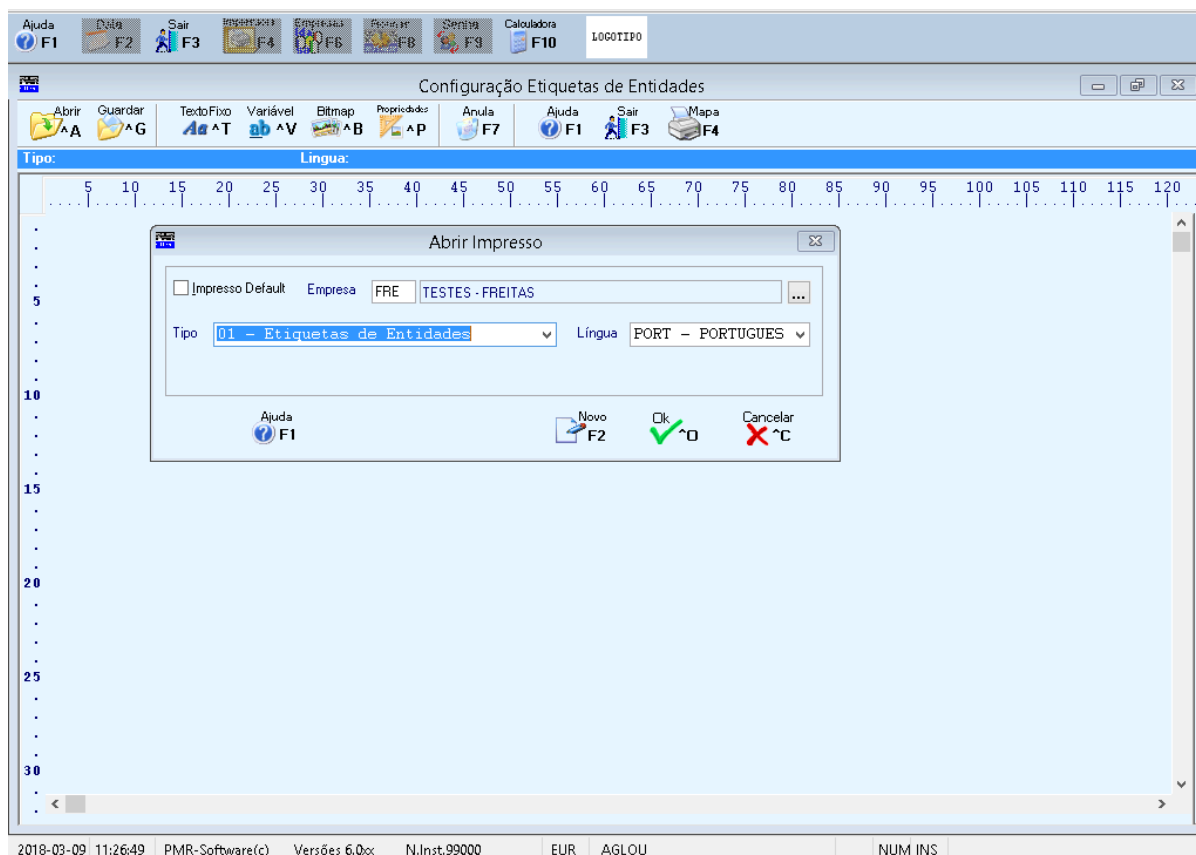 Ajuda Data Sair Impressora Empresas Senha Calculadora
F1 F2 F3 F4 F6 F8 F9 F10 LOGOTIPO
Configuração Etiquetas de Entidades
Abrir Guardar TextoFixo Variável Bitmap Propriedades Anula Ajuda Sair Mapa
^A ^G Aa ^T ab ^V ^B ^P F7 F1 F3 F4
Tipo: Lingua:
5 10 15 20 25 30 35 40 45 50 55 60 65 70 75 80 85 90 95 100 105 110 115 120
Abrir Impresso
Impresso Default Empresa FRE TESTES - FREITAS ...
Tipo 01 - Etiquetas de Entidades Língua PORT - PORTUGUES
Ajuda Novo Ok Cancelar
F1 F2 ^O ^C
5
10
15
20
25
30
2018-03-09 11:26:49 PMR-Software(c) Versões 6.0xx N.Inst.99000 EUR AGLOU NUM INS